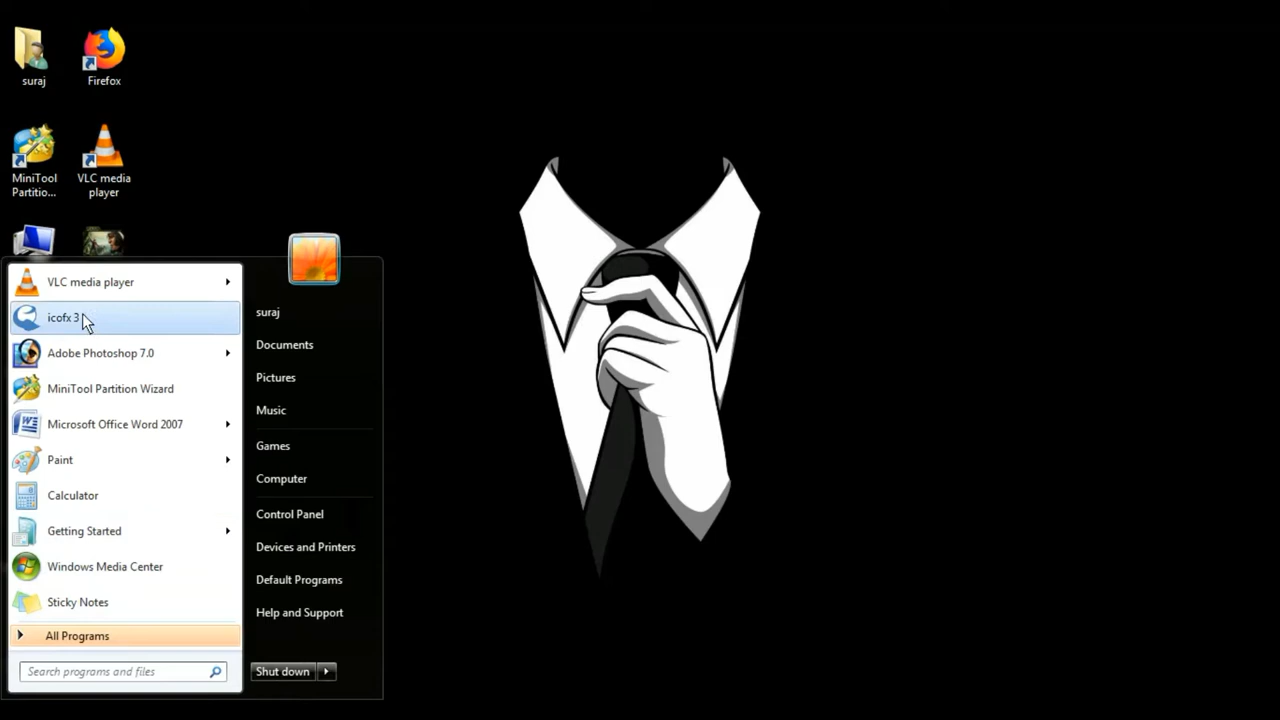 suraj
Firefox
MiniTool
Partitio...
VLC media
player
VLC media player
icofx 3
Adobe Photoshop 7.0
MiniTool Partition Wizard
Microsoft Office Word 2007
Paint
Calculator
Getting Started
Windows Media Center
Sticky Notes
All Programs
Search programs and files
suraj
Documents
Pictures
Music
Games
Computer
Control Panel
Devices and Printers
Default Programs
Help and Support
Shut down